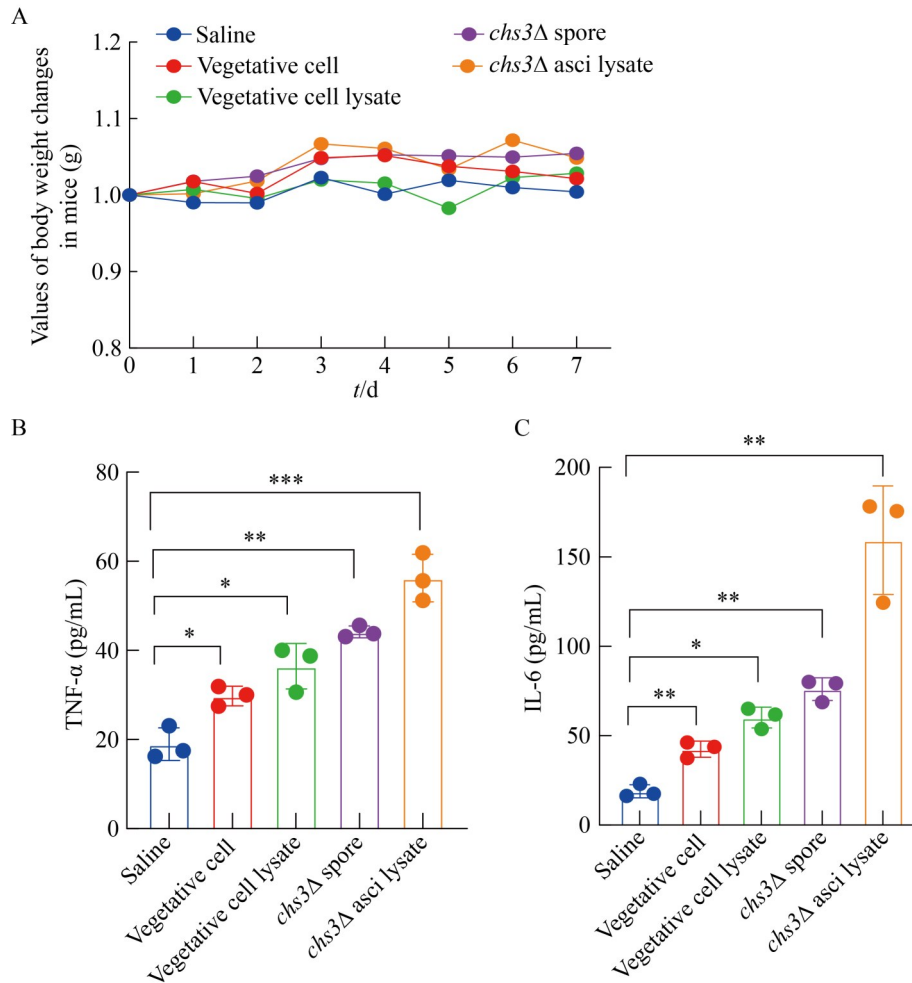 A
Saline
Vegetative cell
Vegetative cell lysate
chs3Δ spore
chs3Δ asci lysate
1.2
1.1
1.0
0.9
0.8
Values of body weight changes
in mice (g)
0 1 2 3 4 5 6 7
t/d
B
80
60
40
20
0
TNF-α (pg/mL)
***
**
*
*
Saline
Vegetative cell
Vegetative cell lysate
chs3Δ spore
chs3Δ asci lysate
C
200
150
100
50
0
IL-6 (pg/mL)
**
**
*
**
Saline
Vegetative cell
Vegetative cell lysate
chs3Δ spore
chs3Δ asci lysate